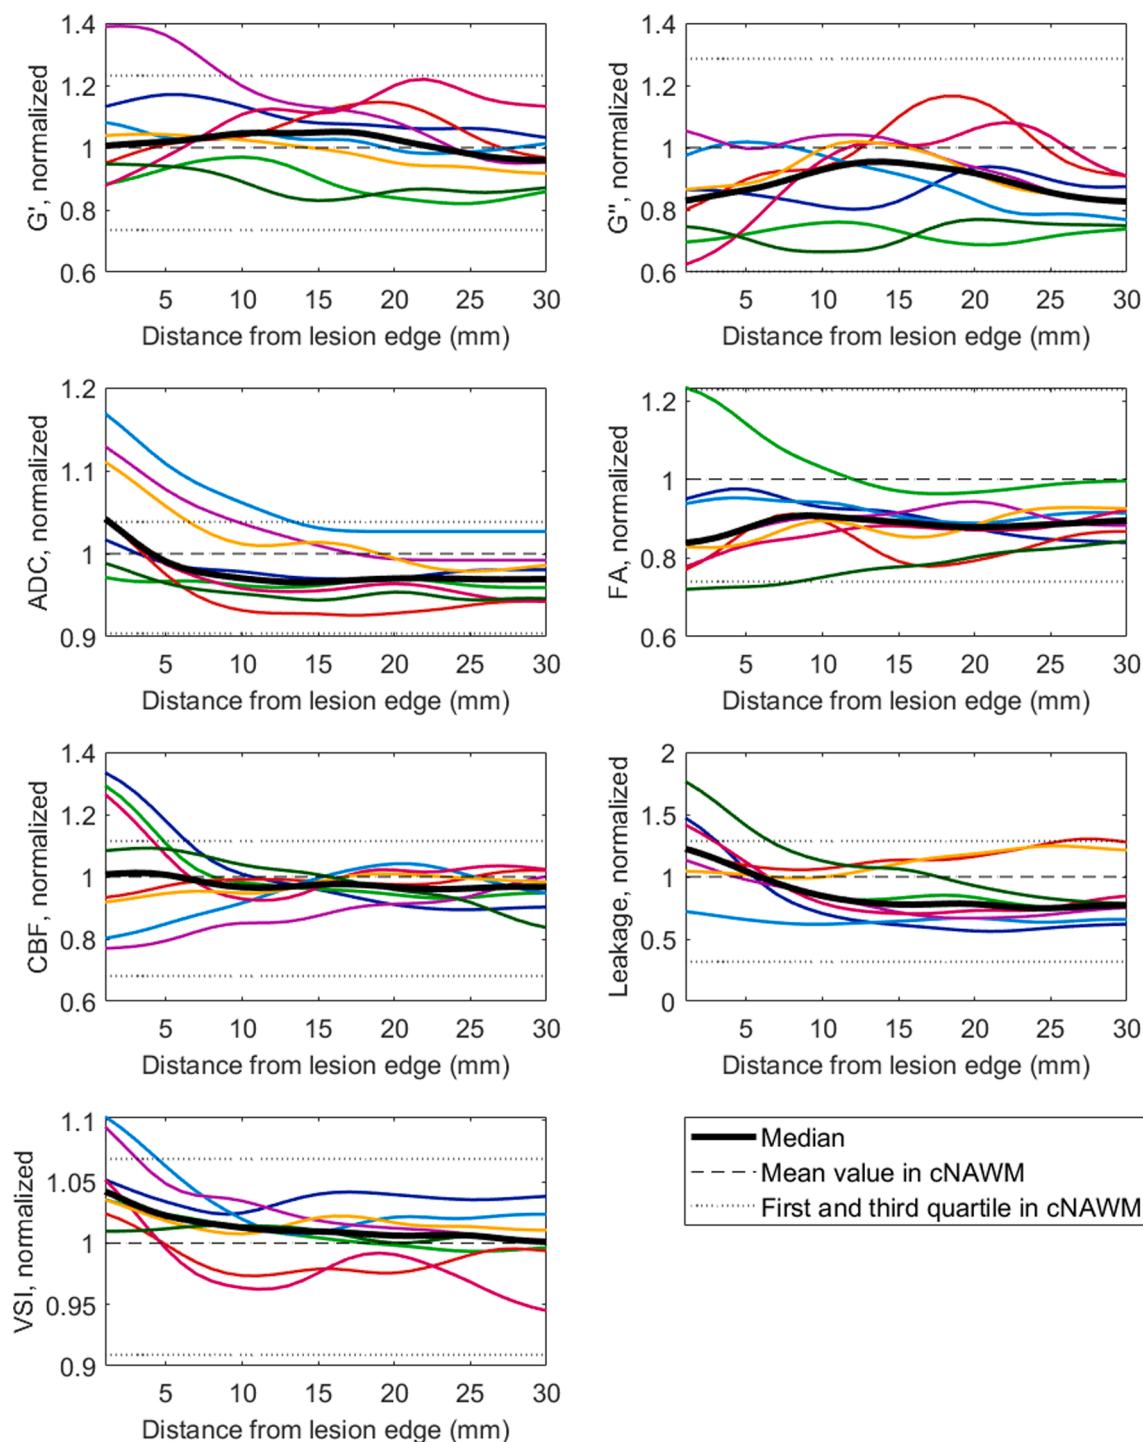 G', normalized
1.4
1.2
1
0.8
0.6
5 10 15 20 25 30
Distance from lesion edge (mm)
G'', normalized
1.4
1.2
1
0.8
0.6
5 10 15 20 25 30
Distance from lesion edge (mm)
ADC, normalized
1.2
1.1
1
0.9
5 10 15 20 25 30
Distance from lesion edge (mm)
FA, normalized
1.2
1
0.8
0.6
5 10 15 20 25 30
Distance from lesion edge (mm)
CBF, normalized
1.4
1.2
1
0.8
0.6
5 10 15 20 25 30
Distance from lesion edge (mm)
Leakage, normalized
2
1.5
1
0.5
0
5 10 15 20 25 30
Distance from lesion edge (mm)
VSI, normalized
1.1
1.05
1
0.95
0.9
5 10 15 20 25 30
Distance from lesion edge (mm)
Median
Mean value in cNAWM
First and third quartile in cNAWM